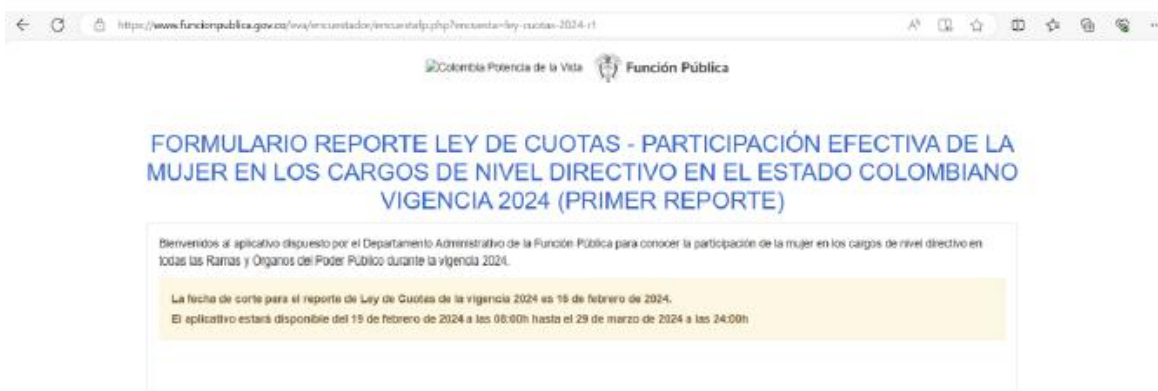 https://www.funcionpublica.gov.co/eva/encuestador/encuestafp.php?encuesta=ley-cuotas-2024-r1
Colombia Potencia de la Vida Función Pública
FORMULARIO REPORTE LEY DE CUOTAS - PARTICIPACIÓN EFECTIVA DE LA
MUJER EN LOS CARGOS DE NIVEL DIRECTIVO EN EL ESTADO COLOMBIANO
VIGENCIA 2024 (PRIMER REPORTE)
Bienvenidos al aplicativo dispuesto por el Departamento Administrativo de la Función Pública para conocer la participación de la mujer en los cargos de nivel directivo en
todas las Ramas y Órganos del Poder Público durante la vigencia 2024.
La fecha de corte para el reporte de Ley de Cuotas de la vigencia 2024 es 16 de febrero de 2024.
El aplicativo estará disponible del 19 de febrero de 2024 a las 08:00h hasta el 29 de marzo de 2024 a las 24:00h